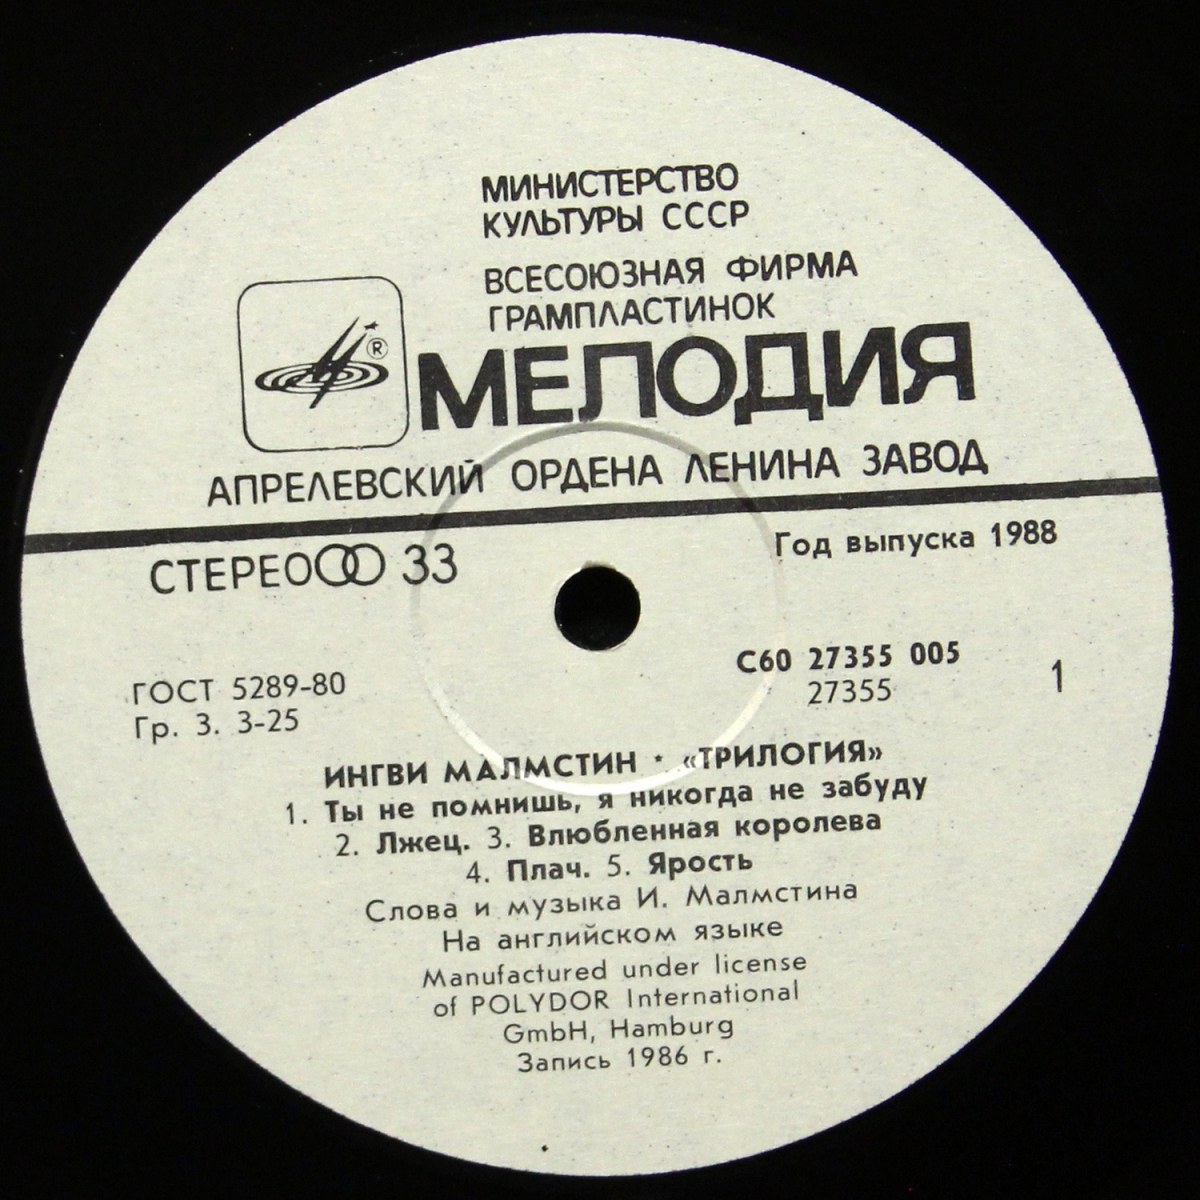 МИНИСТЕРСТВО
КУЛЬТУРЫ СССР
ВСЕСОЮЗНАЯ ФИРМА
ГРАМПЛАСТИНОК
®
МЕЛОДИЯ
АПРЕЛЕВСКИЙ ОРДЕНА ЛЕНИНА ЗАВОД
СТЕРЕО 33
Год выпуска 1988
ГОСТ 5289-80
Гр. 3. 3-25
С60 27355 005
27355
1
ИНГВИ МАЛМСТИН · «ТРИЛОГИЯ»
1. Ты не помнишь, я никогда не забуду
2. Лжец. 3. Влюбленная королева
4. Плач. 5. Ярость
Слова и музыка И. Малмстина
На английском языке
Manufactured under license
of POLYDOR International
GmbH, Hamburg
Запись 1986 г.